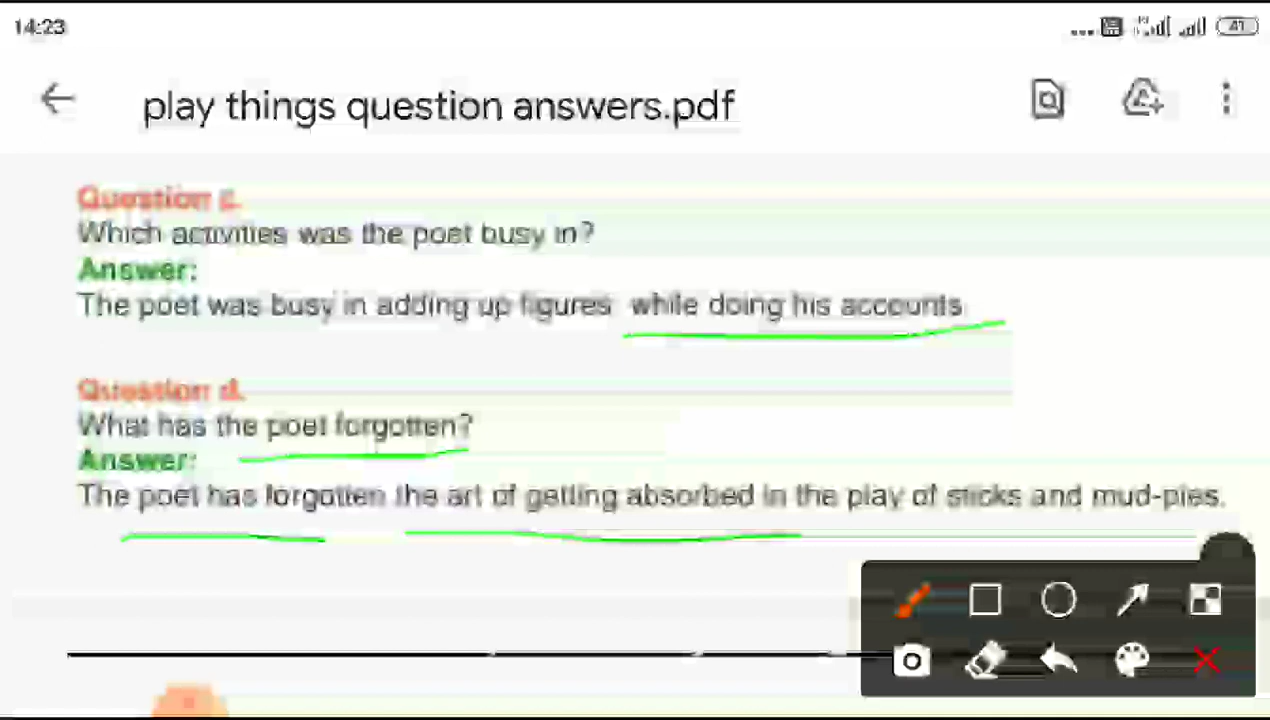 14:23
41
play things question answers.pdf
Question c.
Which activities was the poet busy in?
Answer:
The poet was busy in adding up figures while doing his accounts
Question d.
What has the poet forgotten?
Answer:
The poet has forgotten the art of getting absorbed in the play of sticks and mud-pies.